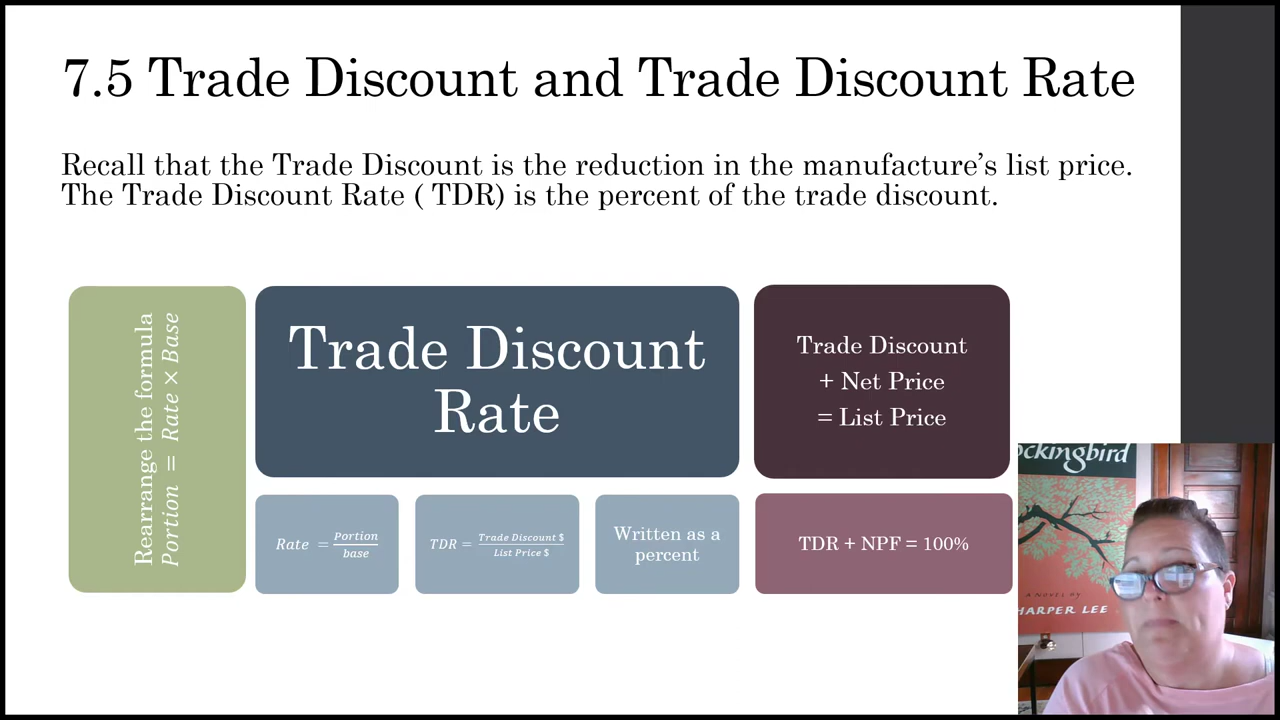 7.5 Trade Discount and Trade Discount Rate
Recall that the Trade Discount is the reduction in the manufacture’s list price.
The Trade Discount Rate ( TDR) is the percent of the trade discount.
Rearrange the formula
Portion = Rate × Base
Trade Discount
Rate
Rate = Portion / base
TDR = Trade Discount $ / List Price $
Written as a
percent
Trade Discount
+ Net Price
= List Price
TDR + NPF = 100%
ockingbird
A NOVEL BY
HARPER LEE